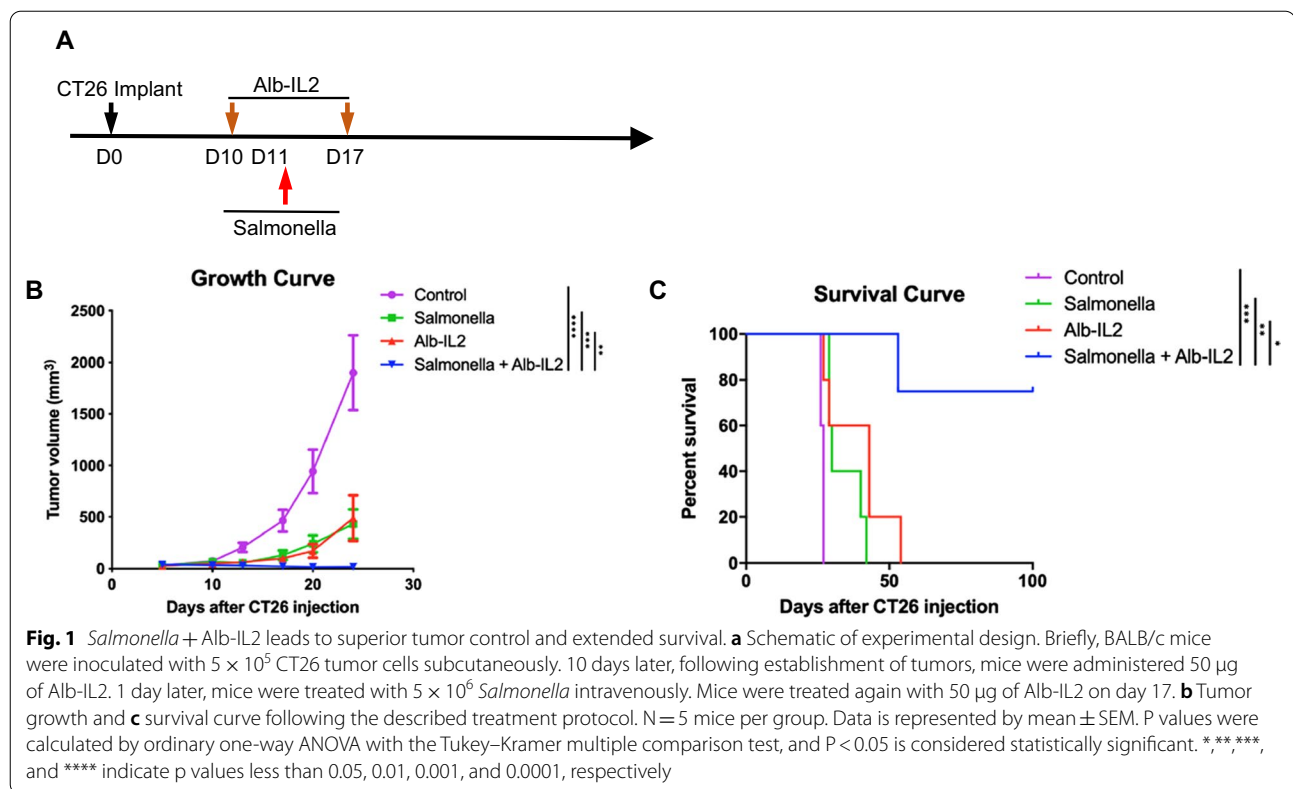 A
CT26 Implant
Alb-IL2
D0
D10
D11
D17
Salmonella
B
Growth Curve
Tumor volume (mm³)
2500
2000
1500
1000
500
0
0
10
20
30
Days after CT26 injection
Control
Salmonella
Alb-IL2
Salmonella + Alb-IL2
****
***
**
C
Survival Curve
Percent survival
100
80
60
40
20
0
0
50
100
Days after CT26 injection
Control
Salmonella
Alb-IL2
Salmonella + Alb-IL2
***
**
*
Fig. 1 Salmonella + Alb-IL2 leads to superior tumor control and extended survival. a Schematic of experimental design. Briefly, BALB/c mice
were inoculated with 5 × 10⁵ CT26 tumor cells subcutaneously. 10 days later, following establishment of tumors, mice were administered 50 µg
of Alb-IL2. 1 day later, mice were treated with 5 × 10⁶ Salmonella intravenously. Mice were treated again with 50 µg of Alb-IL2 on day 17. b Tumor
growth and c survival curve following the described treatment protocol. N = 5 mice per group. Data is represented by mean ± SEM. P values were
calculated by ordinary one-way ANOVA with the Tukey–Kramer multiple comparison test, and P < 0.05 is considered statistically significant. *,**,***,
and **** indicate p values less than 0.05, 0.01, 0.001, and 0.0001, respectively